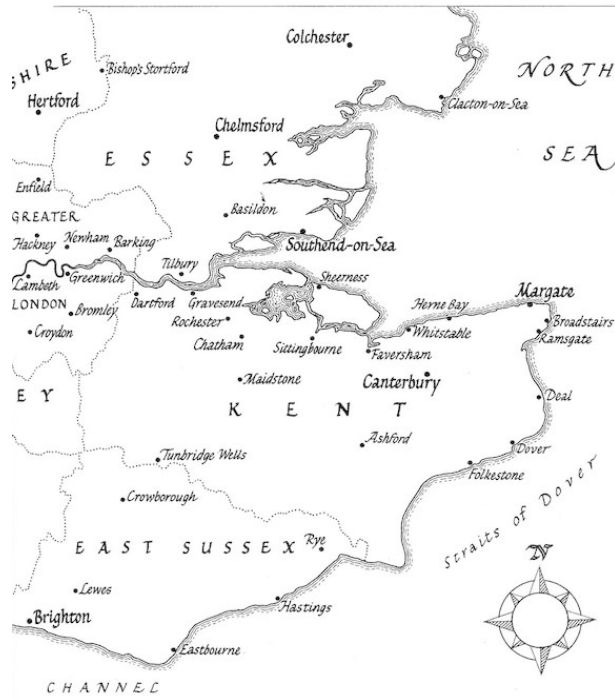 Colchester
NORTH
SHIRE
Bishop's Stortford
Hertford
Clacton-on-Sea
Chelmsford
SEA
ESSEX
Enfield
Basildon
GREATER
Hackney
Newham
Barking
Southend-on-Sea
Tilbury
Lambeth
Greenwich
Sheerness
LONDON
Dartford
Gravesend
Herne Bay
Margate
Bromley
Rochester
Broadstairs
Croydon
Whitstable
Ramsgate
Chatham
Sittingbourne
Faversham
Maidstone
Canterbury
EY
KENT
Deal
Ashford
Dover
Tunbridge Wells
Folkestone
Crowborough
Straits of Dover
EAST SUSSEX
Rye
N
Lewes
Hastings
Brighton
Eastbourne
CHANNEL